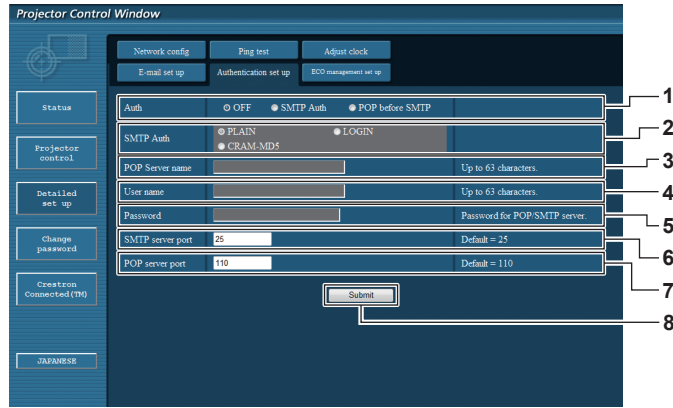 Projector Control Window
Network config Ping test Adjust clock
E-mail set up Authentication set up ECO management set up
Status
Projector control
Detailed set up
Change password
Crestron Connected(TM)
JAPANESE
Auth OFF SMTP Auth POP before SMTP
SMTP Auth PLAIN LOGIN
CRAM-MD5
POP Server name Up to 63 characters.
User name Up to 63 characters.
Password Password for POP/SMTP server.
SMTP server port 25 Default = 25
POP server port 110 Default = 110
Submit
1
2
3
4
5
6
7
8